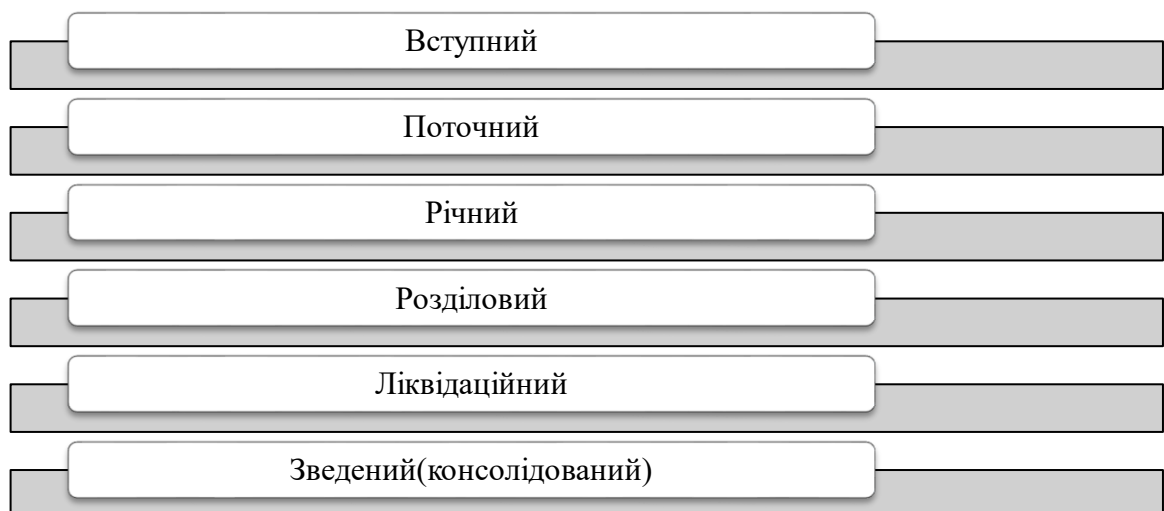 Вступний
Поточний
Річний
Розділовий
Ліквідаційний
Зведений(консолідований)